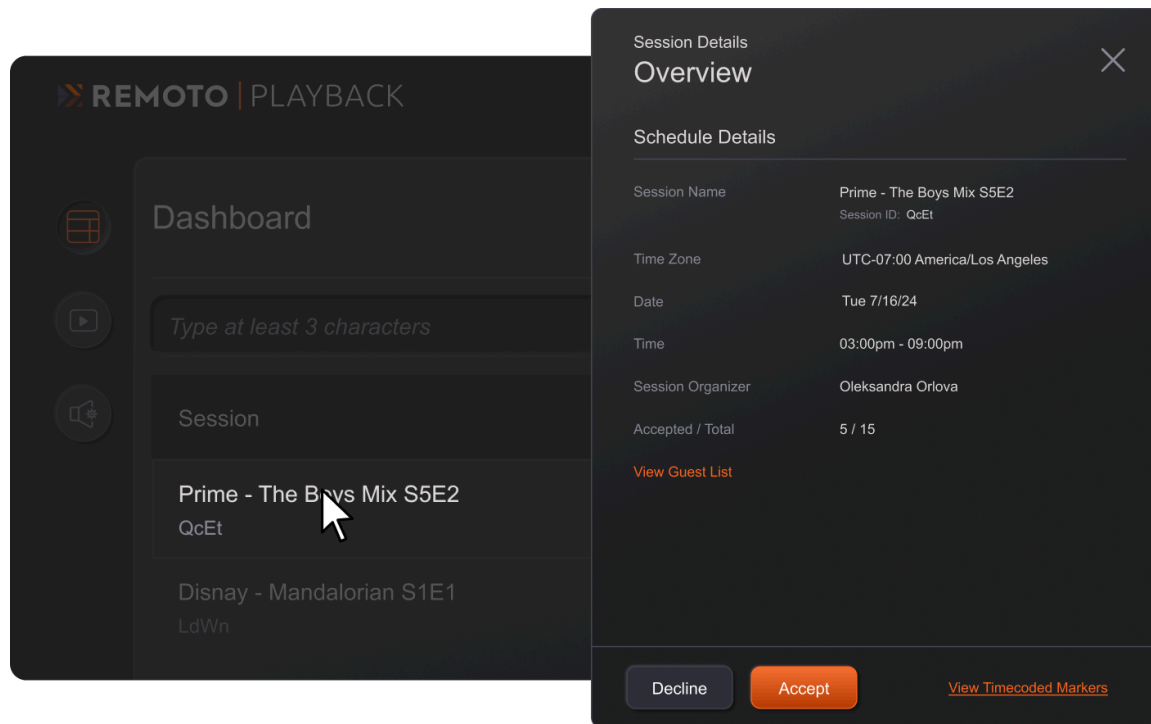 REMOTO | PLAYBACK
Dashboard
Type at least 3 characters
Session
Prime - The Boys Mix S5E2
QcEt
Disnay - Mandalorian S1E1
LdWn
Session Details
Overview
Schedule Details
Session Name Prime - The Boys Mix S5E2
Session ID: QcEt
Time Zone UTC-07:00 America/Los Angeles
Date Tue 7/16/24
Time 03:00pm - 09:00pm
Session Organizer Oleksandra Orlova
Accepted / Total 5 / 15
View Guest List
Decline Accept View Timecoded Markers